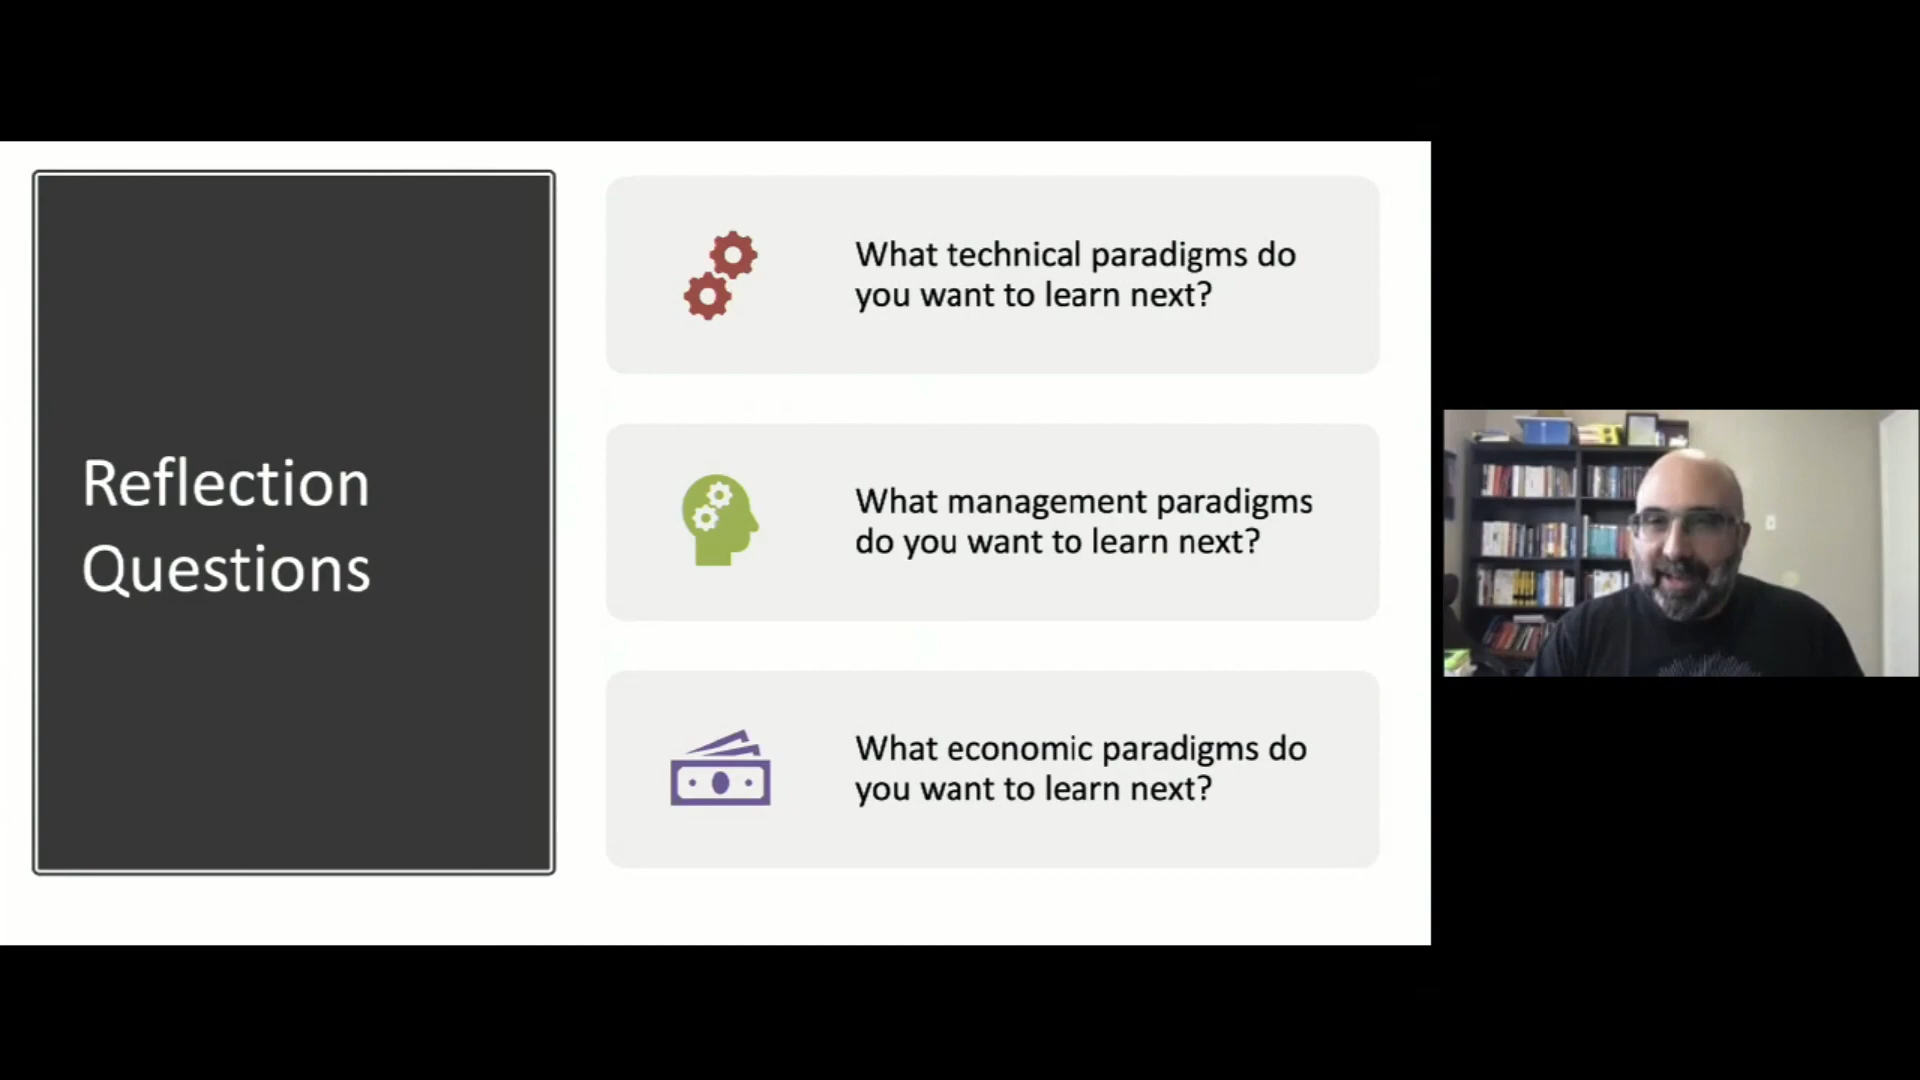 Reflection
Questions
What technical paradigms do
you want to learn next?
What management paradigms
do you want to learn next?
What economic paradigms do
you want to learn next?